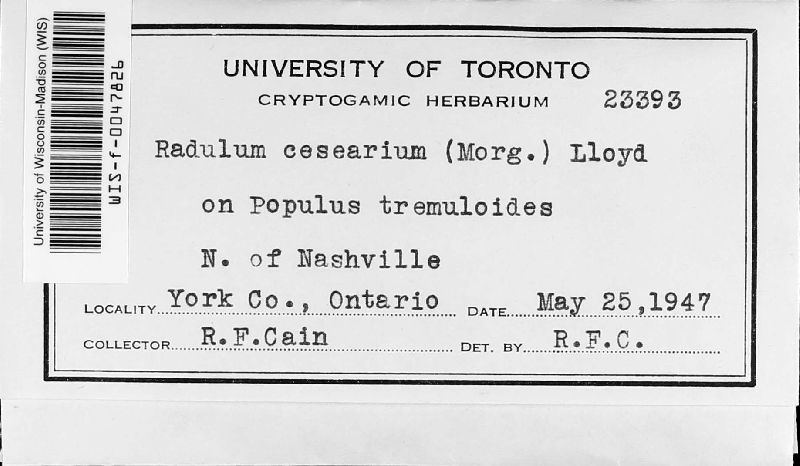 University of Wisconsin-Madison (WIS)
WIS-f-0047826
UNIVERSITY OF TORONTO
CRYPTOGAMIC HERBARIUM 23393
Radulum cesearium (Morg.) Lloyd
on Populus tremuloides
N. of Nashville
LOCALITY York Co., Ontario DATE May 25,1947
COLLECTOR R.F.Cain DET. BY R.F.C.